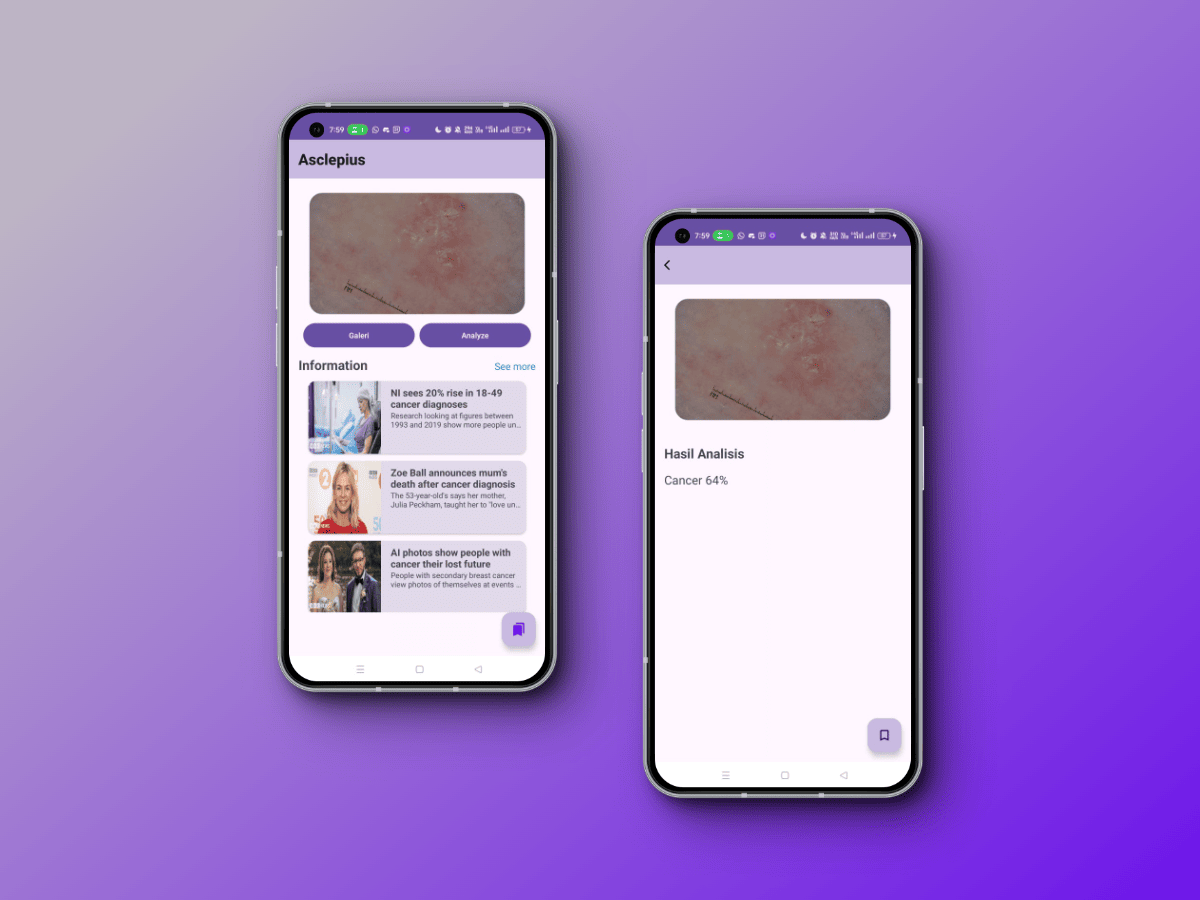 7:59
Asclepius
Galeri
Analyze
Information
See more
NI sees 20% rise in 18-49
cancer diagnoses
Research looking at figures between
1993 and 2019 show more people un...
Zoe Ball announces mum's
death after cancer diagnosis
The 53-year-old's says her mother,
Julia Peckham, taught her to "love un...
AI photos show people with
cancer their lost future
People with secondary breast cancer
view photos of themselves at events ...
7:59
Hasil Analisis
Cancer 64%